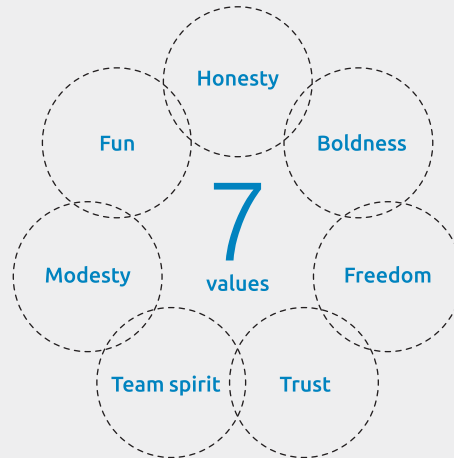 Honesty
Boldness
Freedom
Trust
Team spirit
Modesty
Fun
7
values